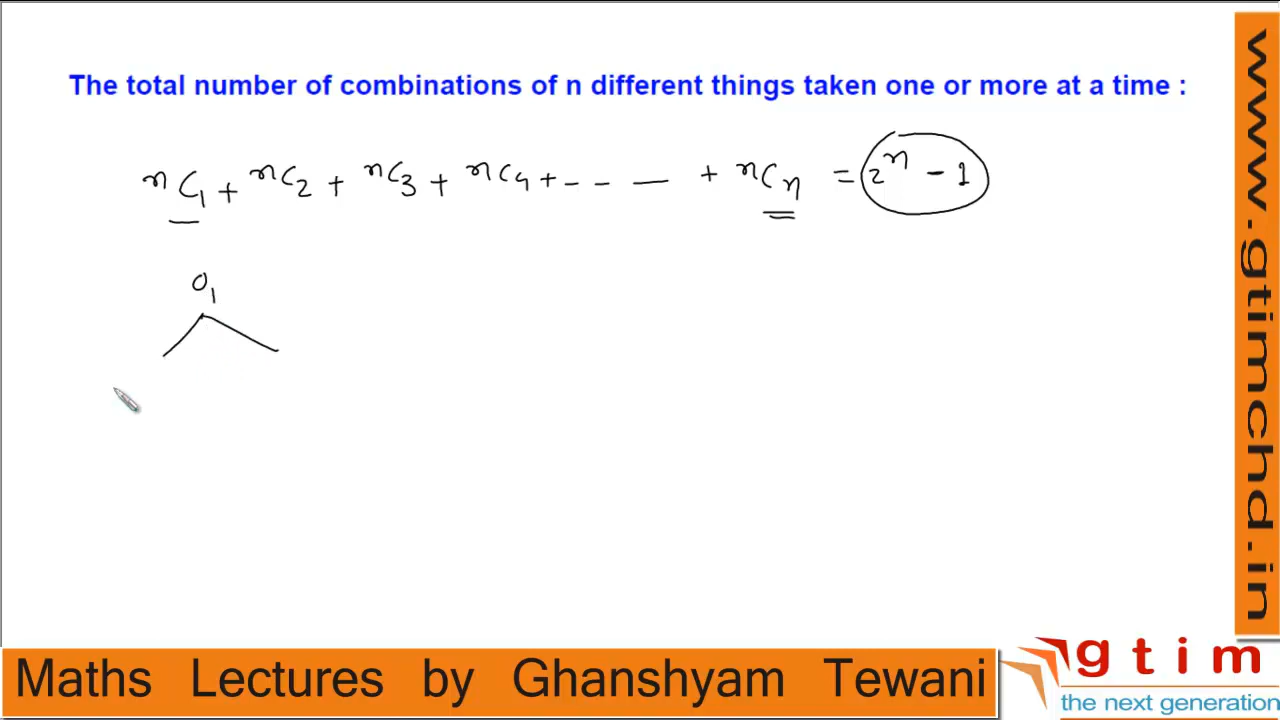 The total number of combinations of n different things taken one or more at a time :
ⁿC₁ + ⁿC₂ + ⁿC₃ + ⁿC₄ + - - — + ⁿCₙ = 2ⁿ - 1
O₁
www.gtimchd.in
Maths Lectures by Ghanshyam Tewani
gtim
the next generation